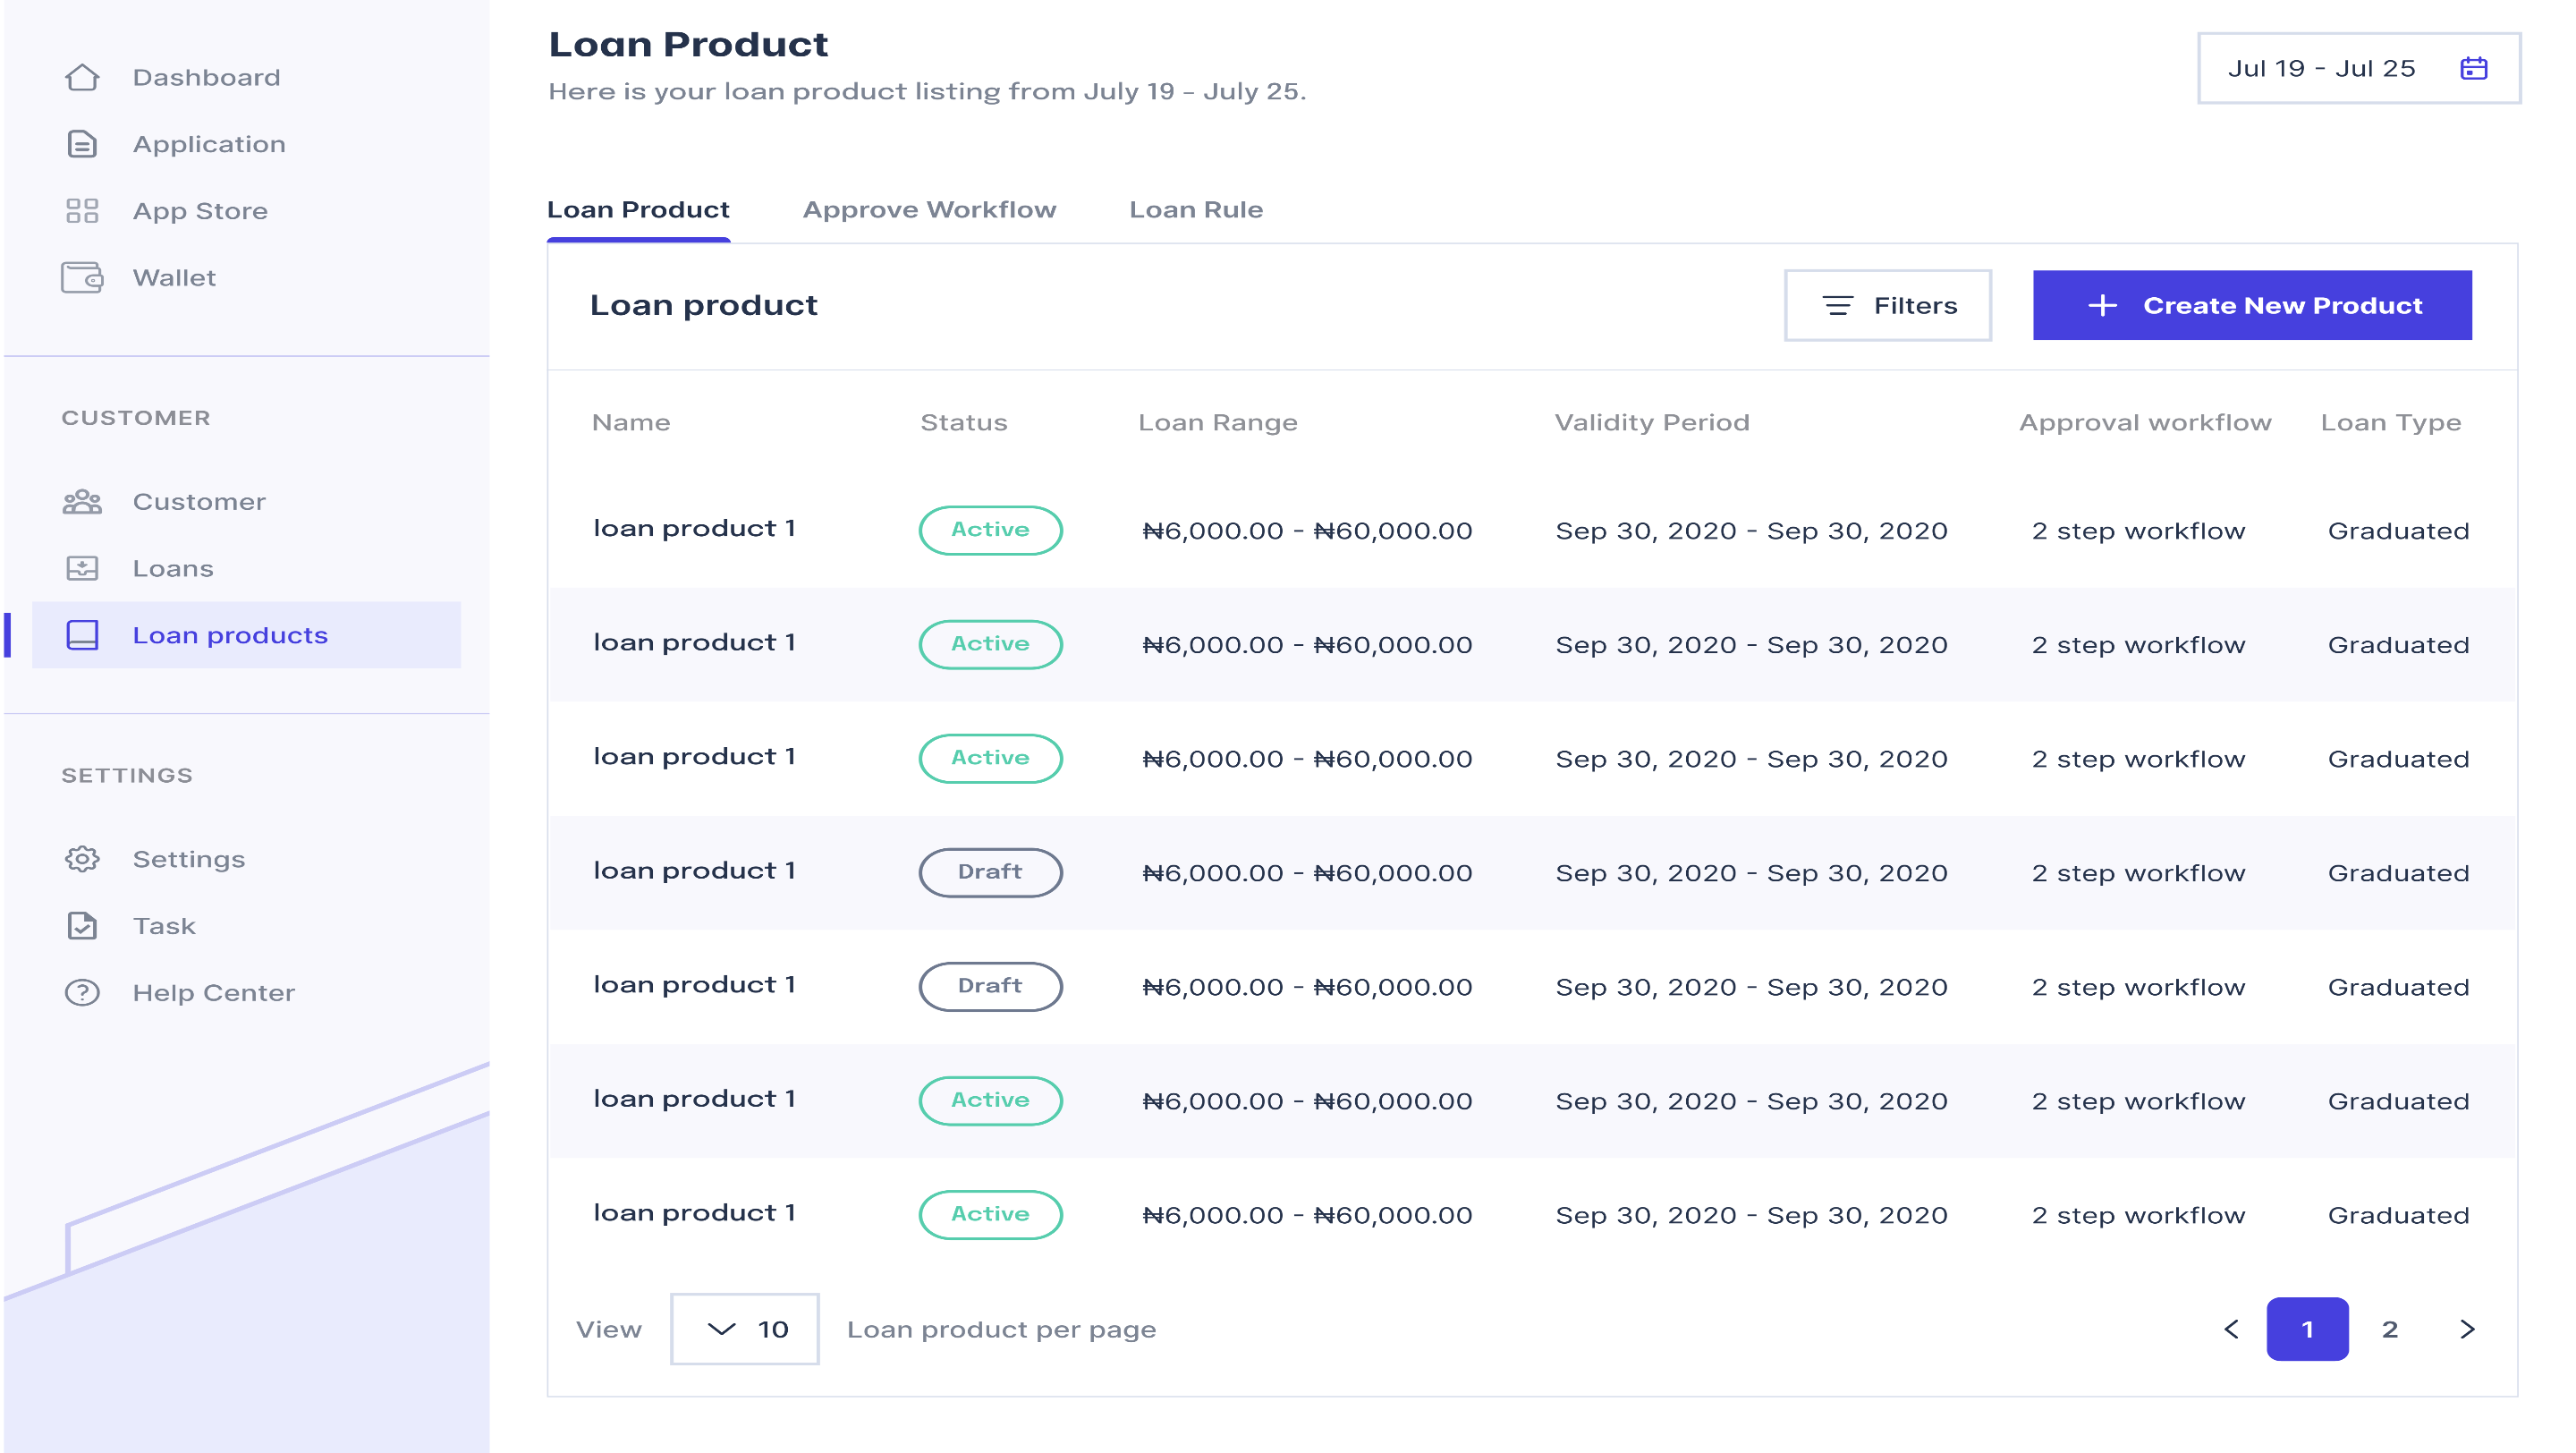 Dashboard
Application
App Store
Wallet
CUSTOMER
Customer
Loans
Loan products
SETTINGS
Settings
Task
Help Center
Loan Product
Here is your loan product listing from July 19 - July 25.
Jul 19 - Jul 25
Loan Product Approve Workflow Loan Rule
Loan product Filters Create New Product
Name Status Loan Range Validity Period Approval workflow Loan Type
loan product 1 Active ₦6,000.00 - ₦60,000.00 Sep 30, 2020 - Sep 30, 2020 2 step workflow Graduated
loan product 1 Active ₦6,000.00 - ₦60,000.00 Sep 30, 2020 - Sep 30, 2020 2 step workflow Graduated
loan product 1 Active ₦6,000.00 - ₦60,000.00 Sep 30, 2020 - Sep 30, 2020 2 step workflow Graduated
loan product 1 Draft ₦6,000.00 - ₦60,000.00 Sep 30, 2020 - Sep 30, 2020 2 step workflow Graduated
loan product 1 Draft ₦6,000.00 - ₦60,000.00 Sep 30, 2020 - Sep 30, 2020 2 step workflow Graduated
loan product 1 Active ₦6,000.00 - ₦60,000.00 Sep 30, 2020 - Sep 30, 2020 2 step workflow Graduated
loan product 1 Active ₦6,000.00 - ₦60,000.00 Sep 30, 2020 - Sep 30, 2020 2 step workflow Graduated
View 10 Loan product per page 1 2